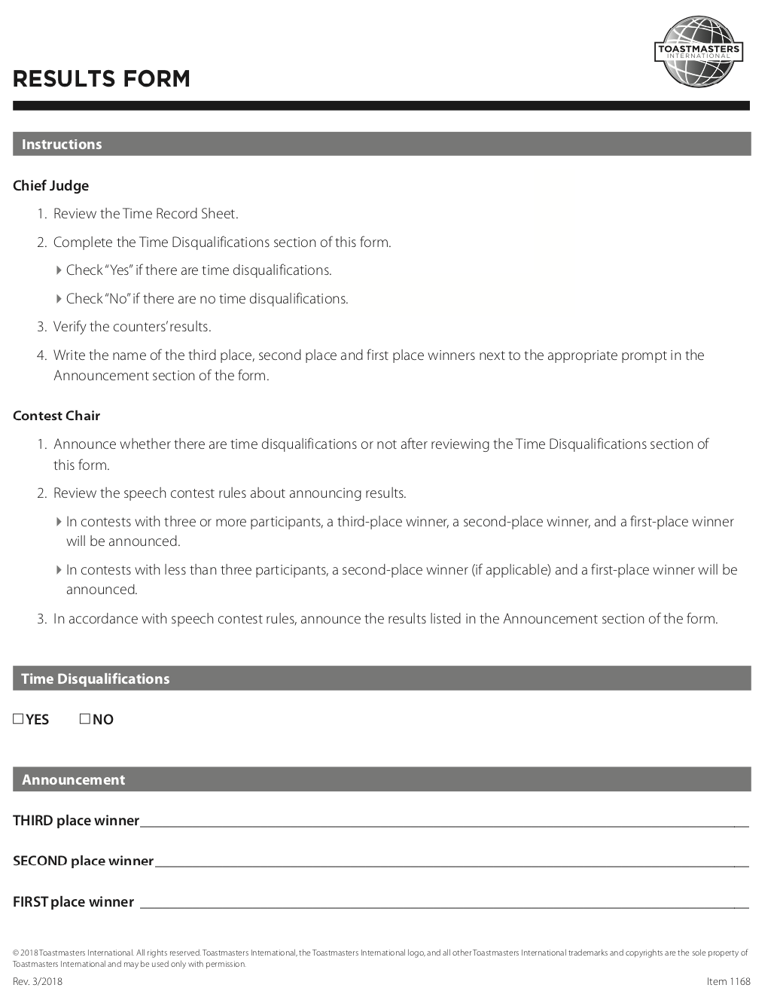 TOASTMASTERS
INTERNATIONAL
RESULTS FORM
Instructions
Chief Judge
1. Review the Time Record Sheet.
2. Complete the Time Disqualifications section of this form.
Check “Yes” if there are time disqualifications.
Check “No” if there are no time disqualifications.
3. Verify the counters’ results.
4. Write the name of the third place, second place and first place winners next to the appropriate prompt in the
Announcement section of the form.
Contest Chair
1. Announce whether there are time disqualifications or not after reviewing the Time Disqualifications section of
this form.
2. Review the speech contest rules about announcing results.
In contests with three or more participants, a third-place winner, a second-place winner, and a first-place winner
will be announced.
In contests with less than three participants, a second-place winner (if applicable) and a first-place winner will be
announced.
3. In accordance with speech contest rules, announce the results listed in the Announcement section of the form.
Time Disqualifications
☐ YES ☐ NO
Announcement
THIRD place winner
SECOND place winner
FIRST place winner
© 2018 Toastmasters International. All rights reserved. Toastmasters International, the Toastmasters International logo, and all other Toastmasters International trademarks and copyrights are the sole property of
Toastmasters International and may be used only with permission.
Rev. 3/2018 Item 1168